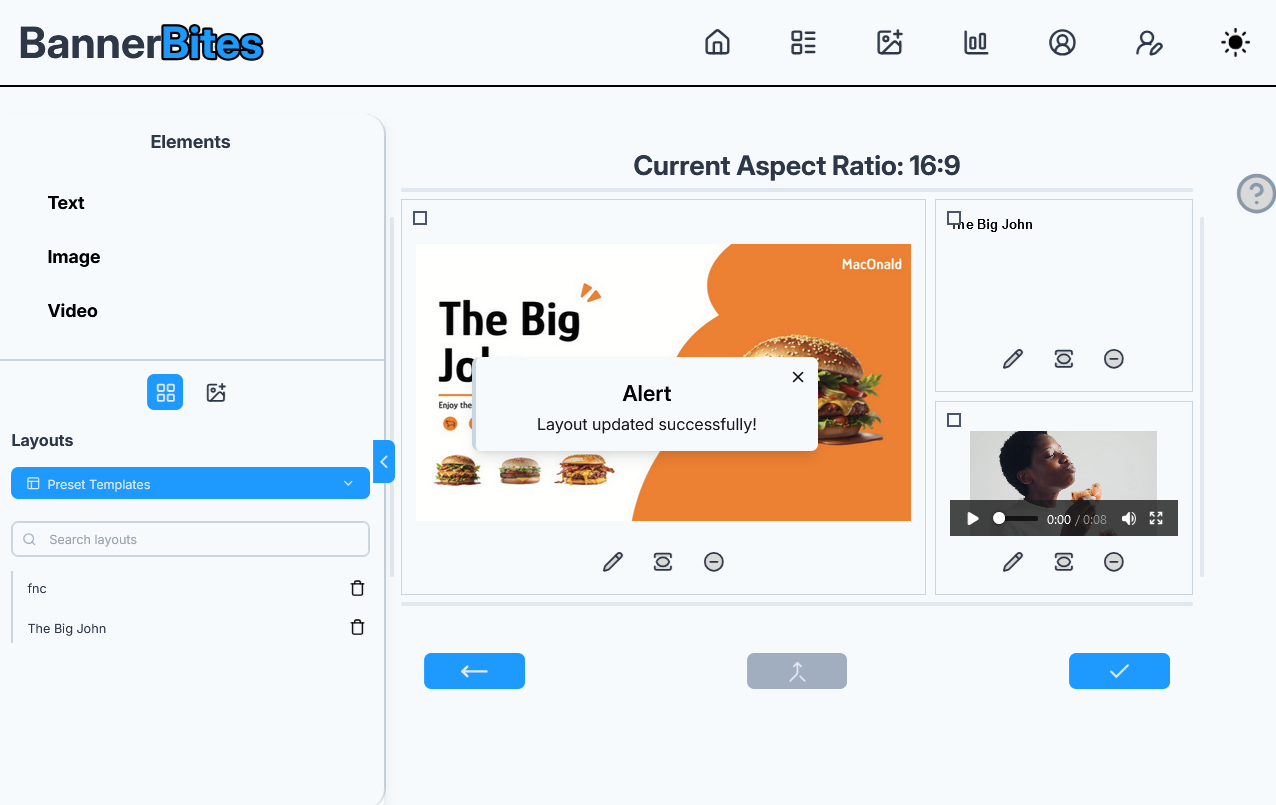 BannerBites
Elements
Text
Image
Video
Layouts
Preset Templates
Search layouts
fnc
The Big John
Current Aspect Ratio: 16:9
MacOnald
The Big
Enjoy the
Alert
Layout updated successfully!
The Big John
0:00 / 0:08